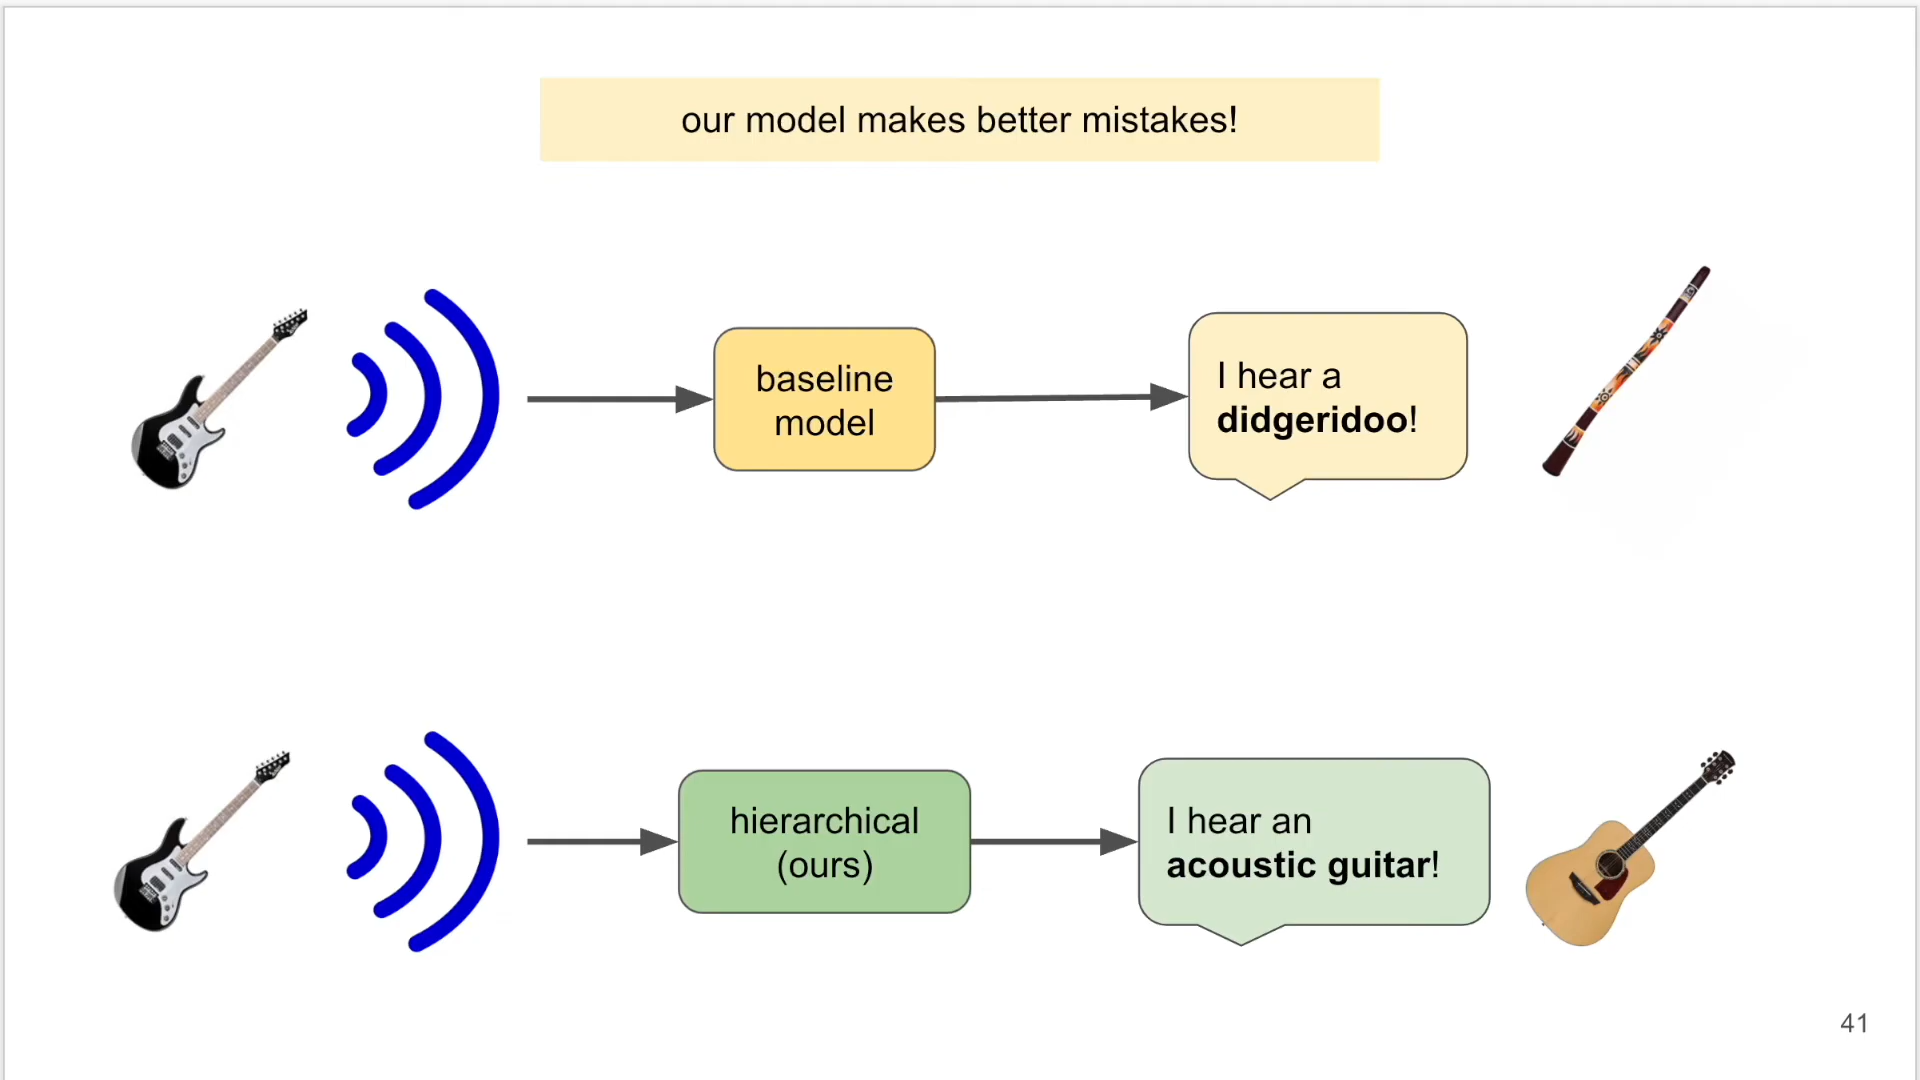 our model makes better mistakes!
baseline
model
I hear a
didgeridoo!
hierarchical
(ours)
I hear an
acoustic guitar!
41